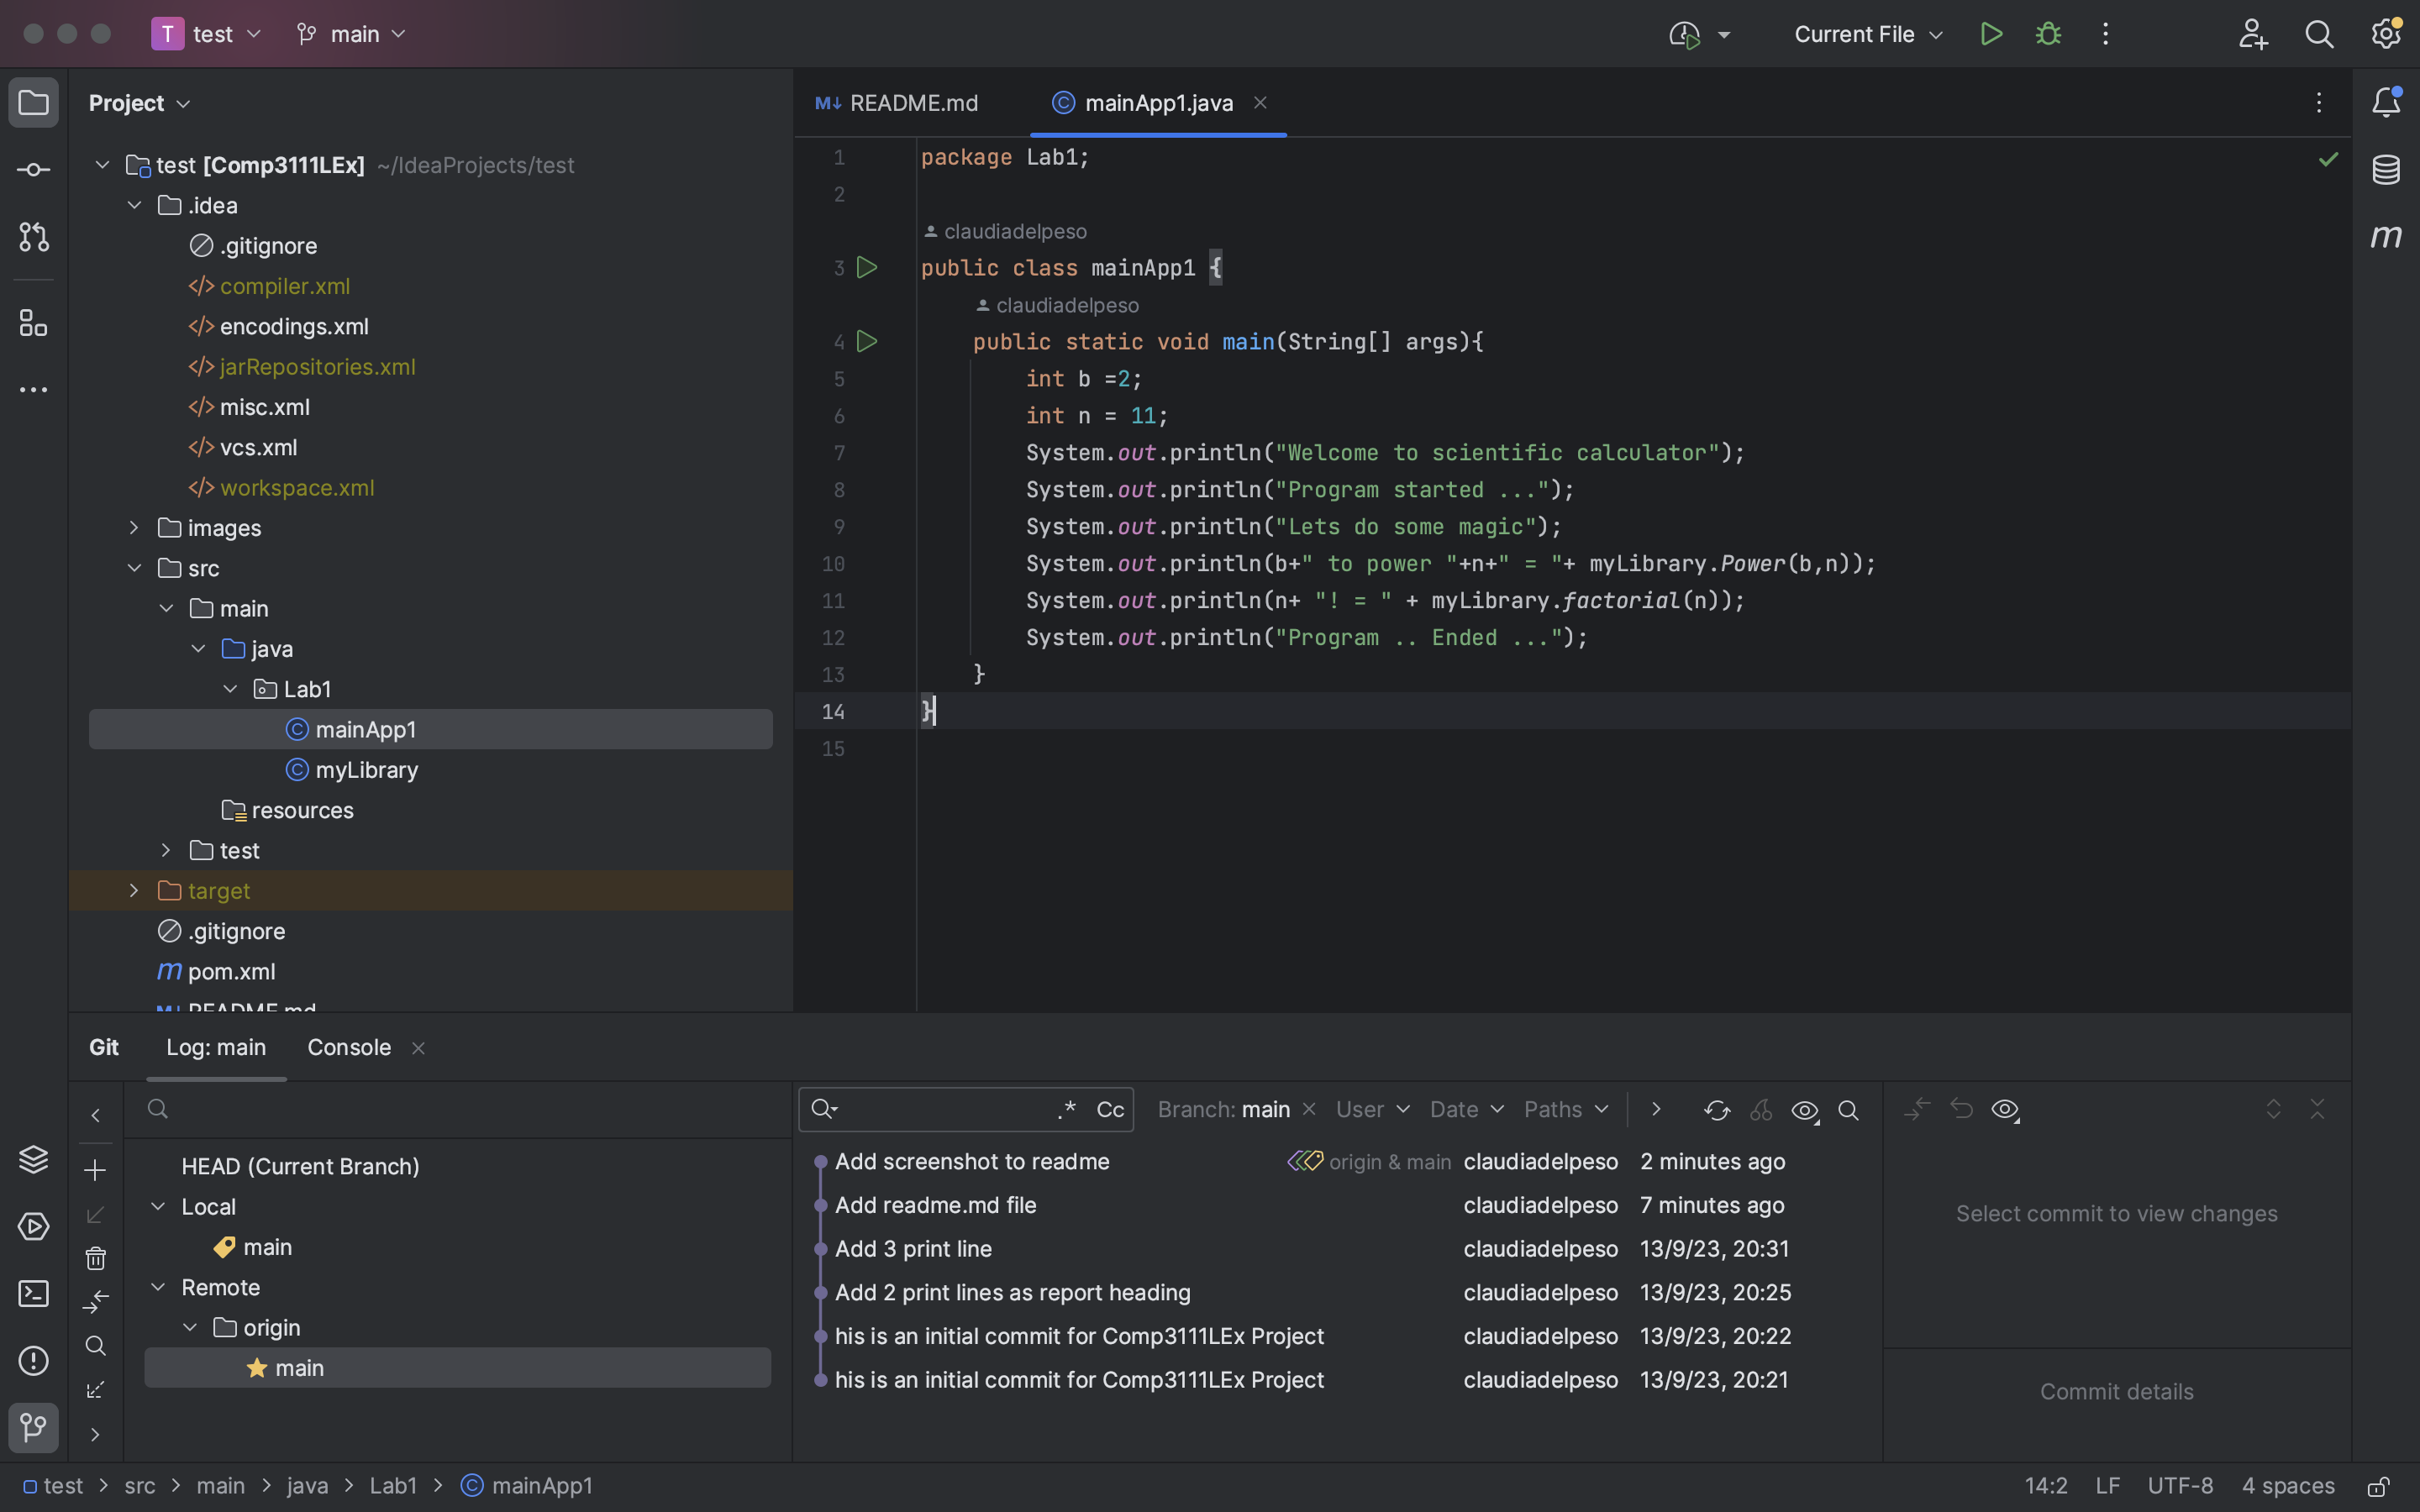 T test main Current File
Project
README.md
mainApp1.java
test [Comp3111LEx] ~/IdeaProjects/test
.idea
.gitignore
compiler.xml
encodings.xml
jarRepositories.xml
misc.xml
vcs.xml
workspace.xml
images
src
main
java
Lab1
mainApp1
myLibrary
resources
test
target
.gitignore
pom.xml
README.md
1 package Lab1;
2
claudiadelpeso
3 public class mainApp1 {
claudiadelpeso
4 public static void main(String[] args){
5 int b =2;
6 int n = 11;
7 System.out.println("Welcome to scientific calculator");
8 System.out.println("Program started ...");
9 System.out.println("Lets do some magic");
10 System.out.println(b+" to power "+n+" = "+ myLibrary.Power(b,n));
11 System.out.println(n+ "! = " + myLibrary.factorial(n));
12 System.out.println("Program .. Ended ...");
13 }
14 }
15
Git Log: main Console
HEAD (Current Branch)
Local
main
Remote
origin
main
.* Cc Branch: main User Date Paths
Add screenshot to readme origin & main claudiadelpeso 2 minutes ago
Add readme.md file claudiadelpeso 7 minutes ago
Add 3 print line claudiadelpeso 13/9/23, 20:31
Add 2 print lines as report heading claudiadelpeso 13/9/23, 20:25
his is an initial commit for Comp3111LEx Project claudiadelpeso 13/9/23, 20:22
his is an initial commit for Comp3111LEx Project claudiadelpeso 13/9/23, 20:21
Select commit to view changes
Commit details
test > src > main > java > Lab1 > mainApp1
14:2 LF UTF-8 4 spaces